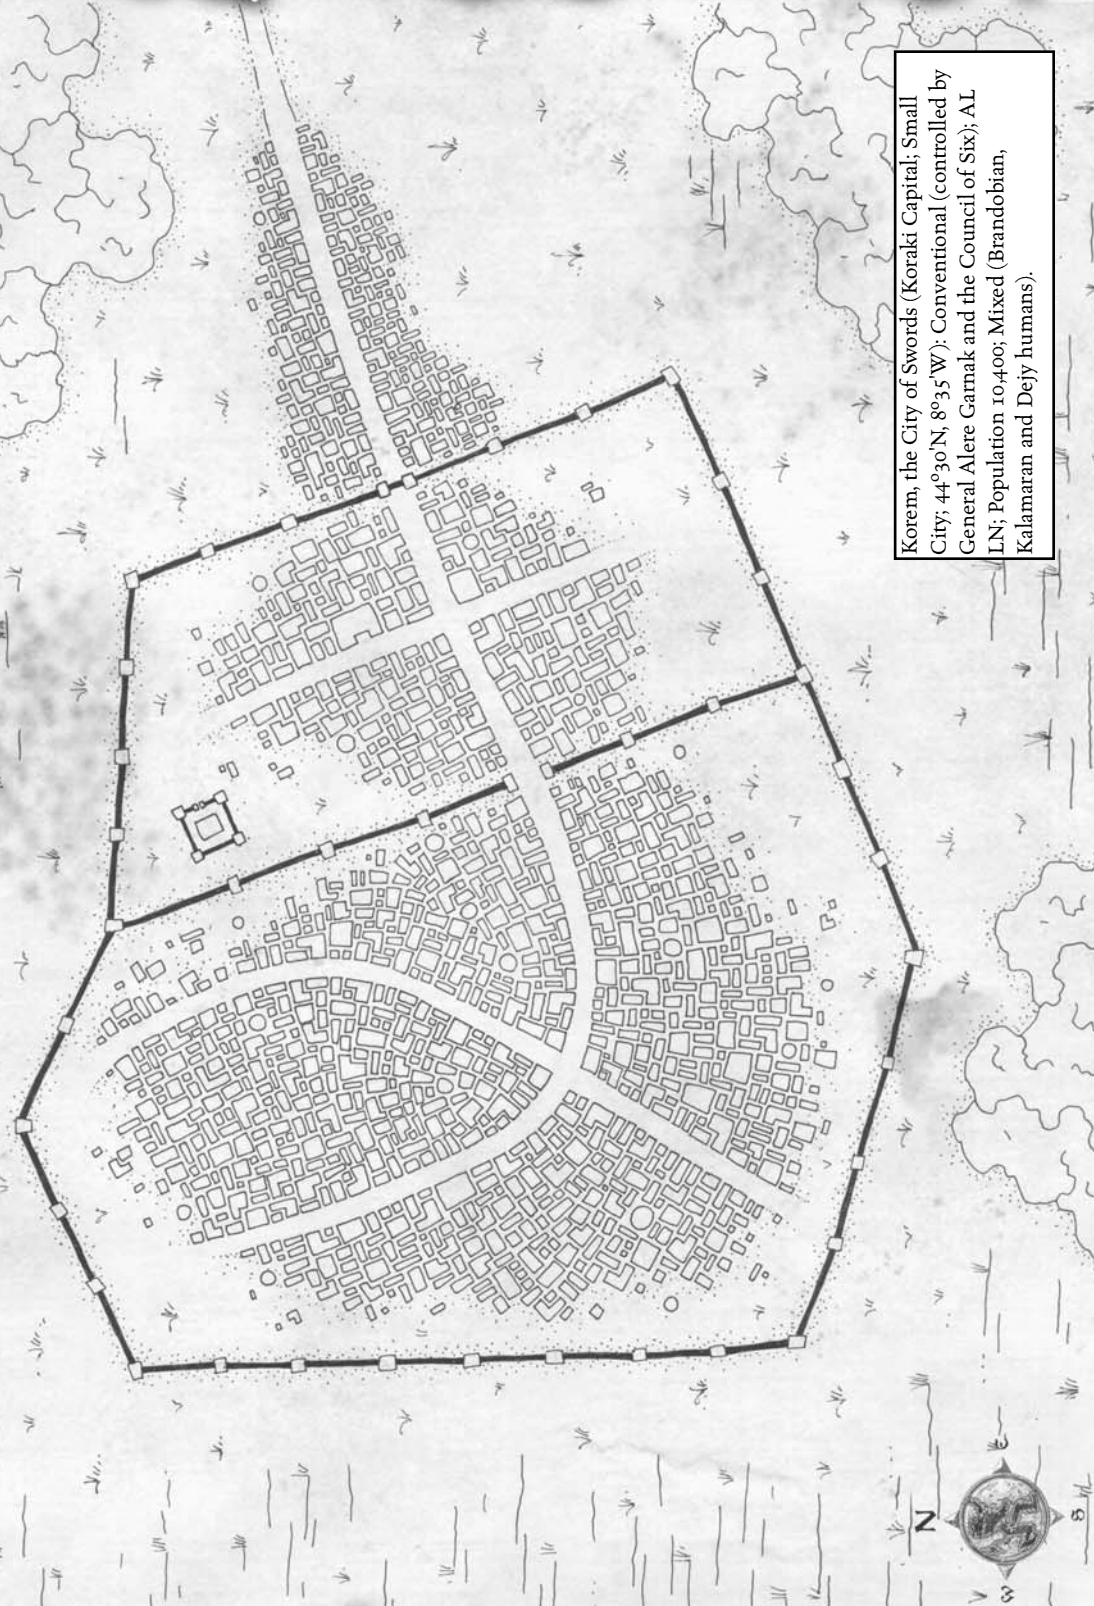 Korem, the City of Swords (Koraki Capital; Small
City; 44°30'N, 8°35'W): Conventional (controlled by
General Alere Garnak and the Council of Six); AL
LN; Population 10,400; Mixed (Brandobian,
Kalamaran and Dejy humans).
N
E
S
W